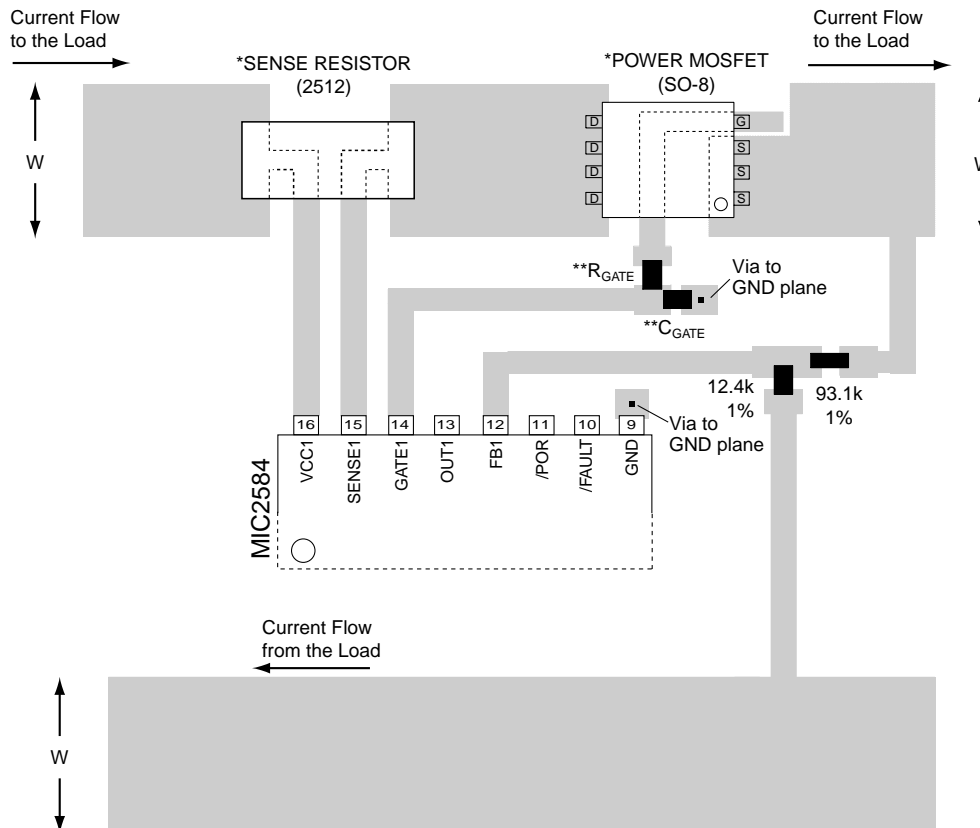 Current Flow
to the Load
Current Flow
to the Load
*SENSE RESISTOR
(2512)
*POWER MOSFET
(SO-8)
W
W
D
G
D
S
D
S
D
S
**RGATE
Via to
GND plane
**CGATE
12.4k
1%
93.1k
1%
Via to
GND plane
16
15
14
13
12
11
10
9
VCC1
SENSE1
GATE1
OUT1
FB1
/POR
/FAULT
GND
MIC2584
Current Flow
from the Load
W